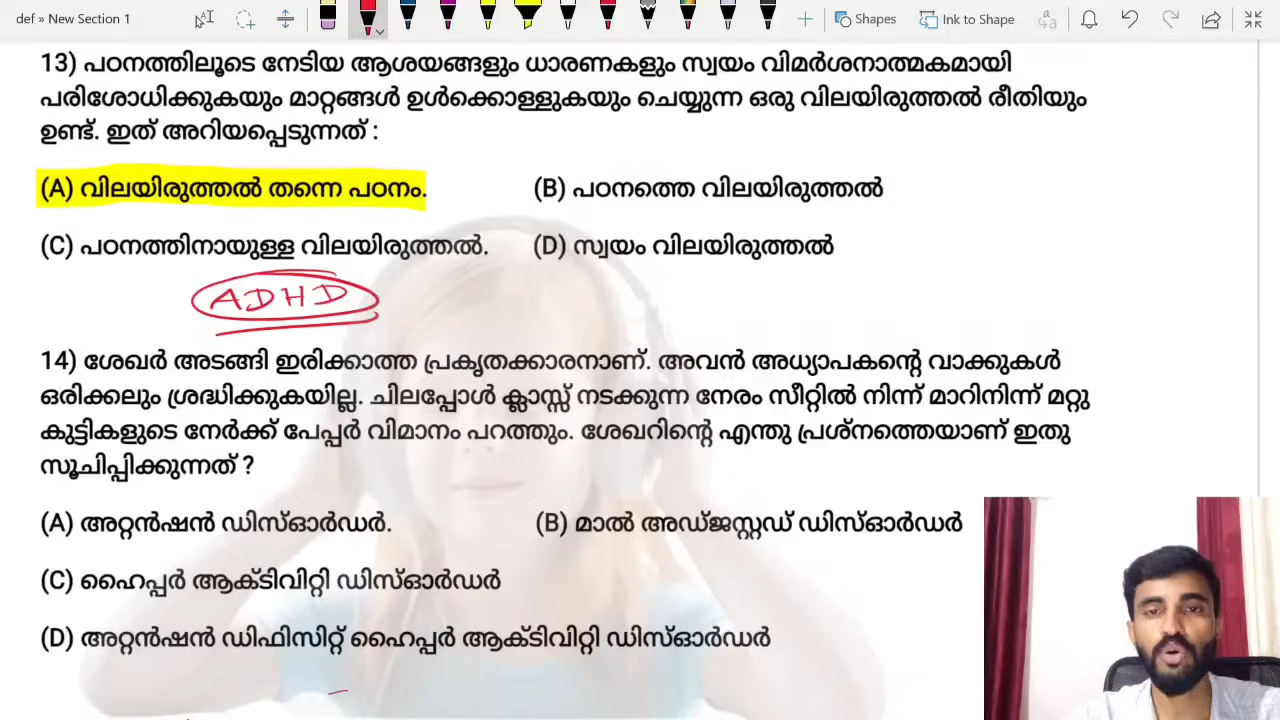 def » New Section 1
Shapes
Ink to Shape
13) പഠനത്തിലൂടെ നേടിയ ആശയങ്ങളും ധാരണകളും സ്വയം വിമർശനാത്മകമായി
പരിശോധിക്കുകയും മാറ്റങ്ങൾ ഉൾക്കൊള്ളുകയും ചെയ്യുന്ന ഒരു വിലയിരുത്തൽ രീതിയും
ഉണ്ട്. ഇത് അറിയപ്പെടുന്നത് :
(A) വിലയിരുത്തൽ തന്നെ പഠനം.
(B) പഠനത്തെ വിലയിരുത്തൽ
(C) പഠനത്തിനായുള്ള വിലയിരുത്തൽ.
(D) സ്വയം വിലയിരുത്തൽ
ADHD
14) ശേഖർ അടങ്ങി ഇരിക്കാത്ത പ്രകൃതക്കാരനാണ്. അവൻ അധ്യാപകന്റെ വാക്കുകൾ
ഒരിക്കലും ശ്രദ്ധിക്കുകയില്ല. ചിലപ്പോൾ ക്ലാസ്സ് നടക്കുന്ന നേരം സീറ്റിൽ നിന്ന് മാറിനിന്ന് മറ്റു
കുട്ടികളുടെ നേർക്ക് പേപ്പർ വിമാനം പറത്തും. ശേഖറിന്റെ എന്തു പ്രശ്നത്തെയാണ് ഇതു
സൂചിപ്പിക്കുന്നത് ?
(A) അറ്റൻഷൻ ഡിസ്ഓർഡർ.
(B) മാൽ അഡ്ജസ്റ്റഡ് ഡിസ്ഓർഡർ
(C) ഹൈപ്പർ ആക്ടിവിറ്റി ഡിസ്ഓർഡർ
(D) അറ്റൻഷൻ ഡിഫിസിറ്റ് ഹൈപ്പർ ആക്ടിവിറ്റി ഡിസ്ഓർഡർ